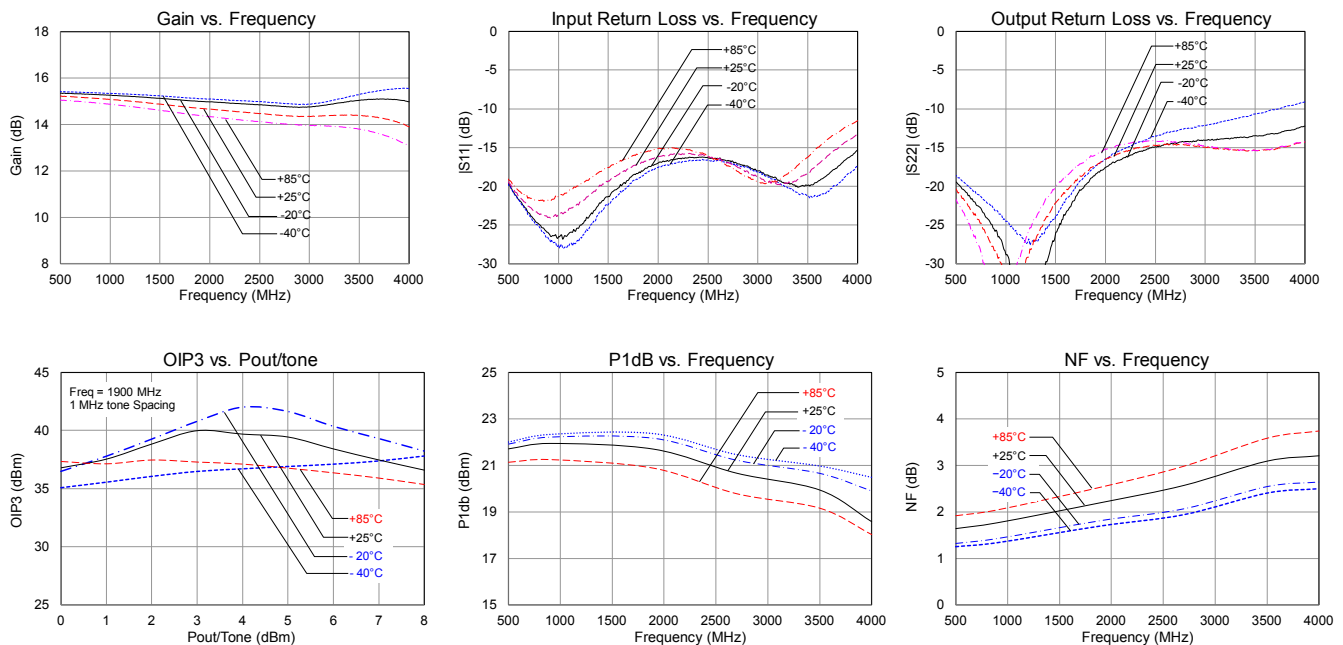 Gain vs. Frequency
18
16
14
12
10
8
Gain (dB)
+85°C
+25°C
-20°C
-40°C
500 1000 1500 2000 2500 3000 3500 4000
Frequency (MHz)
Input Return Loss vs. Frequency
0
-5
-10
-15
-20
-25
-30
|S11| (dB)
+85°C
+25°C
-20°C
-40°C
500 1000 1500 2000 2500 3000 3500 4000
Frequency (MHz)
Output Return Loss vs. Frequency
0
-5
-10
-15
-20
-25
-30
|S22| (dB)
+85°C
+25°C
-20°C
-40°C
500 1000 1500 2000 2500 3000 3500 4000
Frequency (MHz)
OIP3 vs. Pout/tone
45
40
35
30
25
OIP3 (dBm)
Freq = 1900 MHz
1 MHz tone Spacing
+85°C
+25°C
- 20°C
- 40°C
0 1 2 3 4 5 6 7 8
Pout/Tone (dBm)
P1dB vs. Frequency
25
23
21
19
17
15
P1db (dBm)
+85°C
+25°C
- 20°C
- 40°C
500 1000 1500 2000 2500 3000 3500 4000
Frequency (MHz)
NF vs. Frequency
5
4
3
2
1
0
NF (dB)
+85°C
+25°C
−20°C
−40°C
500 1000 1500 2000 2500 3000 3500 4000
Frequency (MHz)